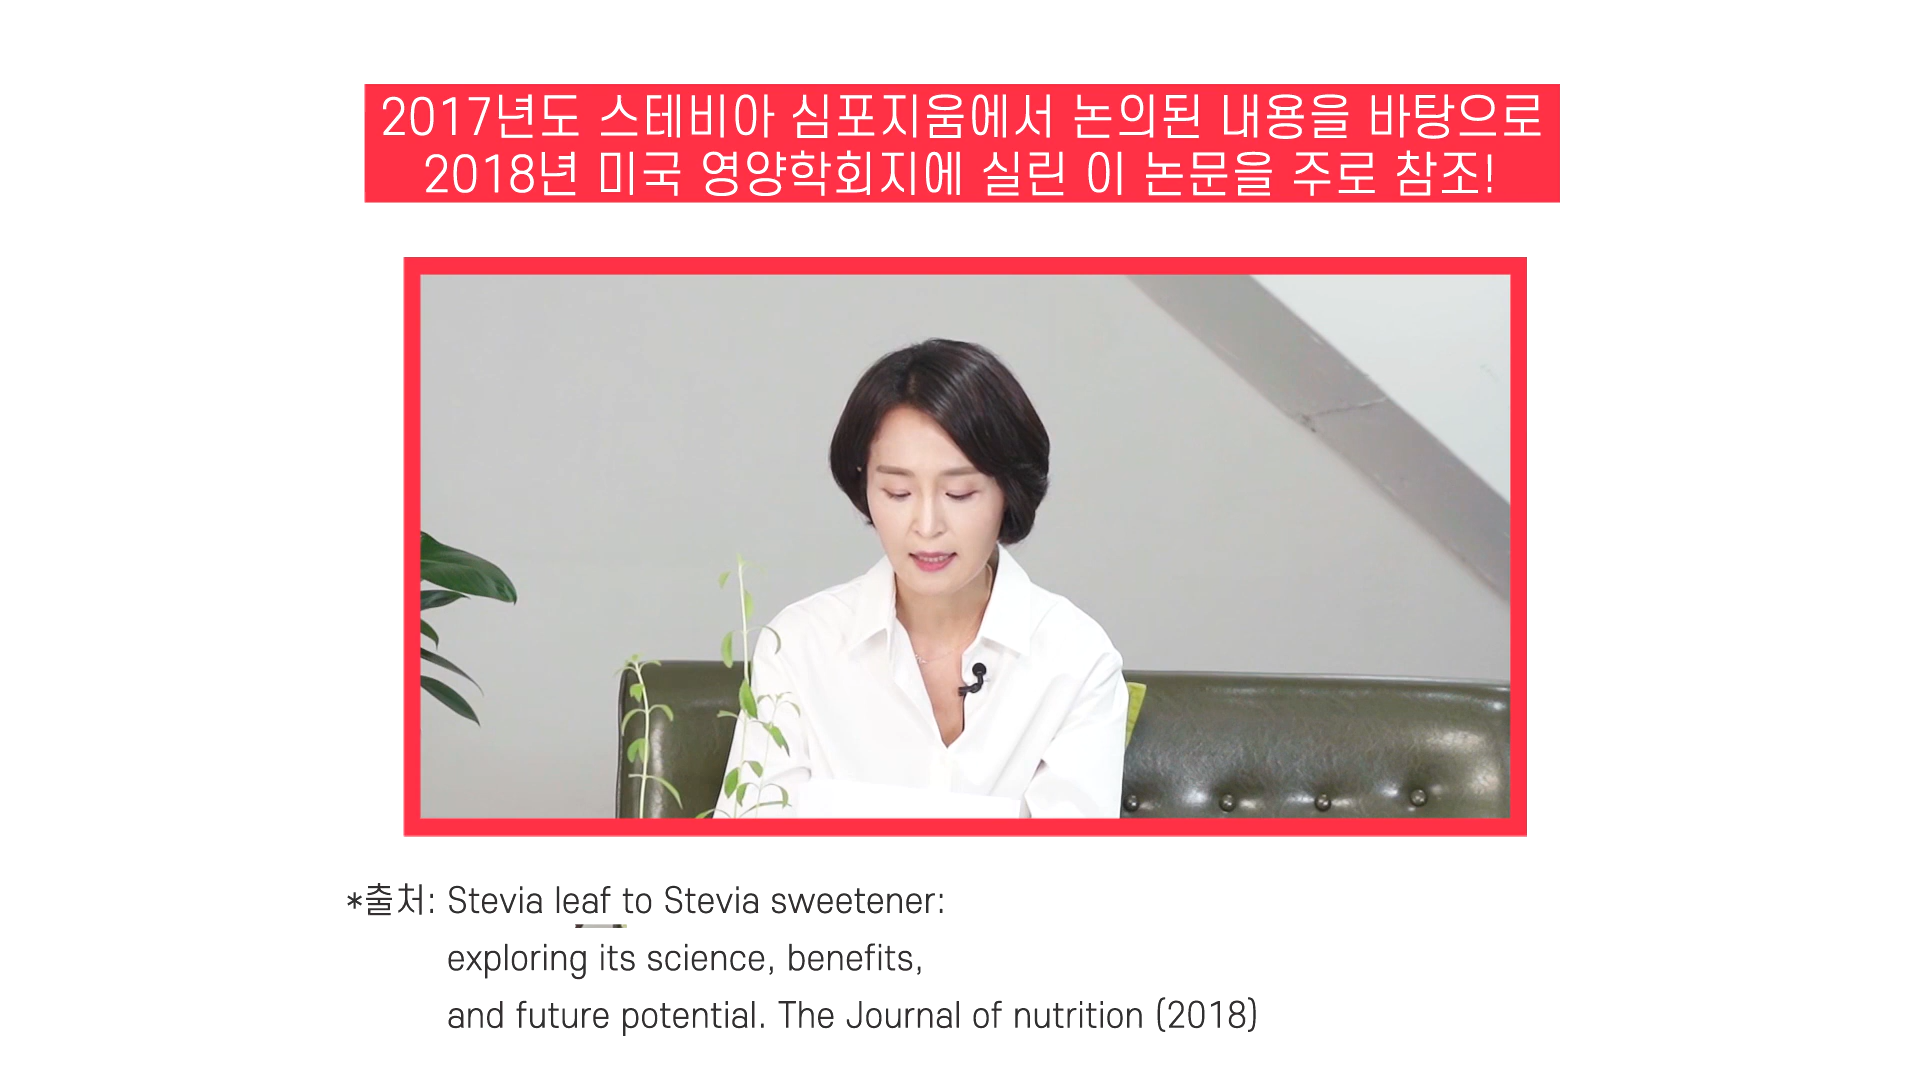 2017년도 스테비아 심포지움에서 논의된 내용을 바탕으로
2018년 미국 영양학회지에 실린 이 논문을 주로 참조!
*출처: Stevia leaf to Stevia sweetener:
exploring its science, benefits,
and future potential. The Journal of nutrition (2018)